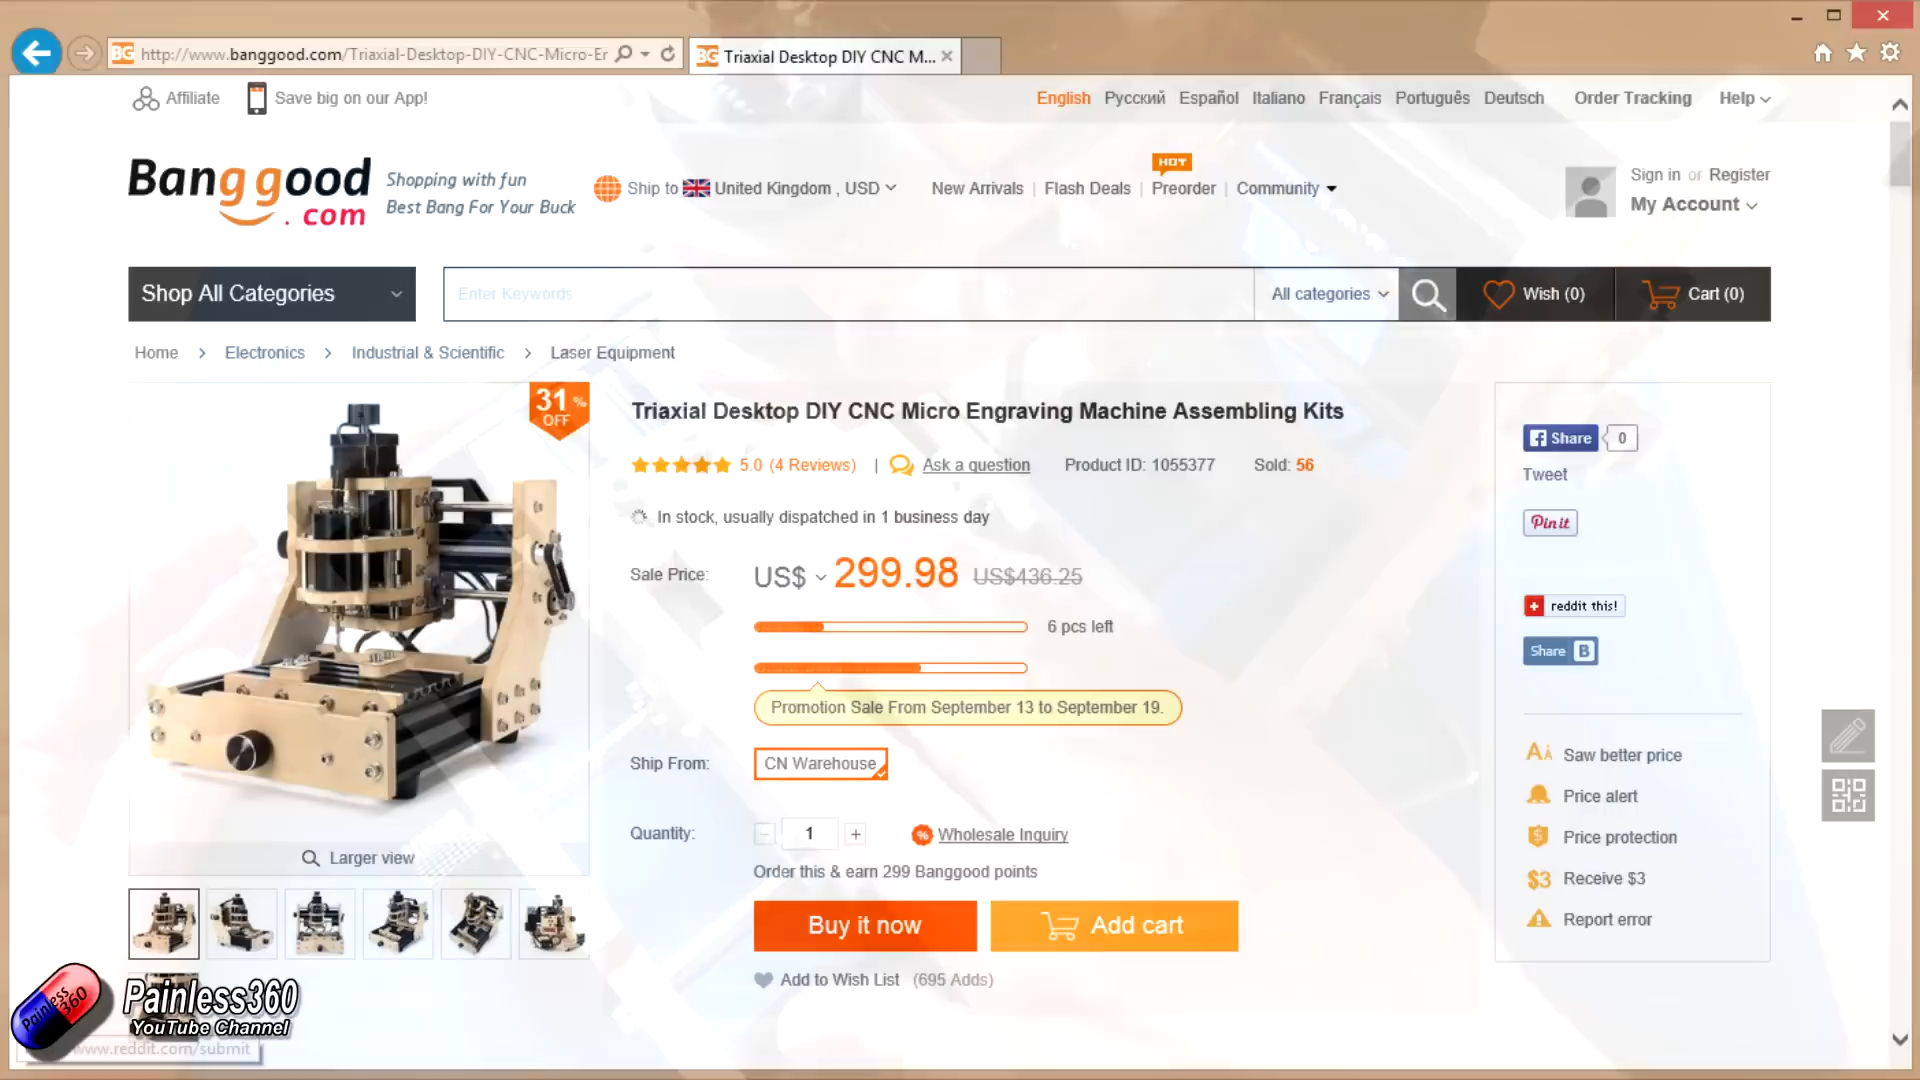 http://www.banggood.com/Triaxial-Desktop-DIY-CNC-Micro-Er
Triaxial Desktop DIY CNC M...
Affiliate
Save big on our App!
English Русский Español Italiano Français Português Deutsch Order Tracking Help
Banggood.com
Shopping with fun
Best Bang For Your Buck
Ship to United Kingdom , USD
New Arrivals | Flash Deals | Preorder | Community
HOT
Sign in or Register
My Account
Shop All Categories
Enter Keywords
All categories
Wish (0)
Cart (0)
Home > Electronics > Industrial & Scientific > Laser Equipment
31%
OFF
Triaxial Desktop DIY CNC Micro Engraving Machine Assembling Kits
5.0 (4 Reviews) | Ask a question Product ID: 1055377 Sold: 56
In stock, usually dispatched in 1 business day
Sale Price: US$ 299.98 US$436.25
6 pcs left
Promotion Sale From September 13 to September 19.
Ship From: CN Warehouse
Quantity: - 1 + Wholesale Inquiry
Order this & earn 299 Banggood points
Buy it now
Add cart
Add to Wish List (695 Adds)
Larger view
Share 0
Tweet
Pin it
reddit this!
Share B
Saw better price
Price alert
Price protection
$3 Receive $3
Report error
Painless360
Painless360
YouTube Channel
www.reddit.com/submit